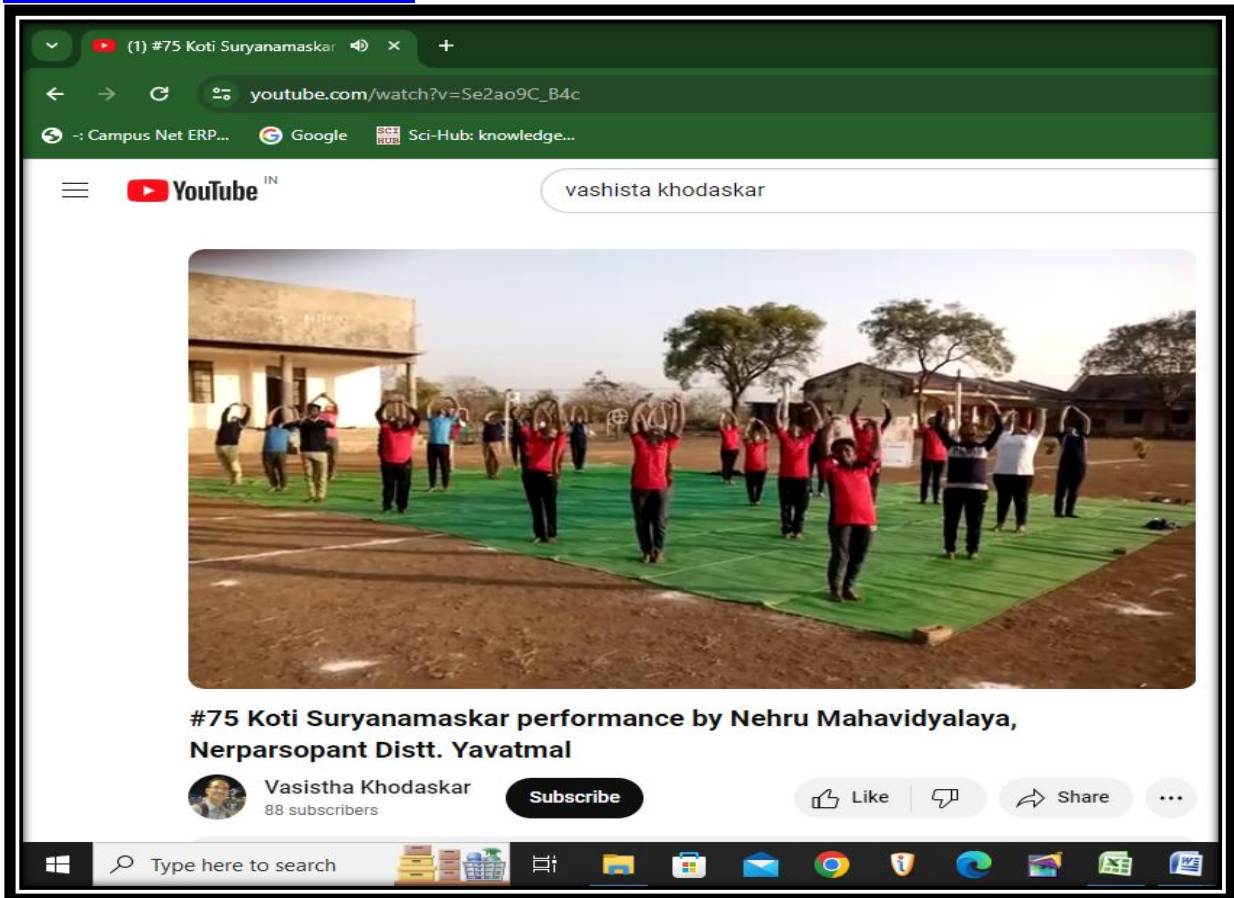 (1) #75 Koti Suryanamaskar
youtube.com/watch?v=Se2ao9C_B4c
-: Campus Net ERP... Google SCI HUB Sci-Hub: knowledge...
YouTube IN vashista khodaskar
#75 Koti Suryanamaskar performance by Nehru Mahavidyalaya,
Nerparsopant Distt. Yavatmal
Vasistha Khodaskar Subscribe Like Share
88 subscribers
Type here to search